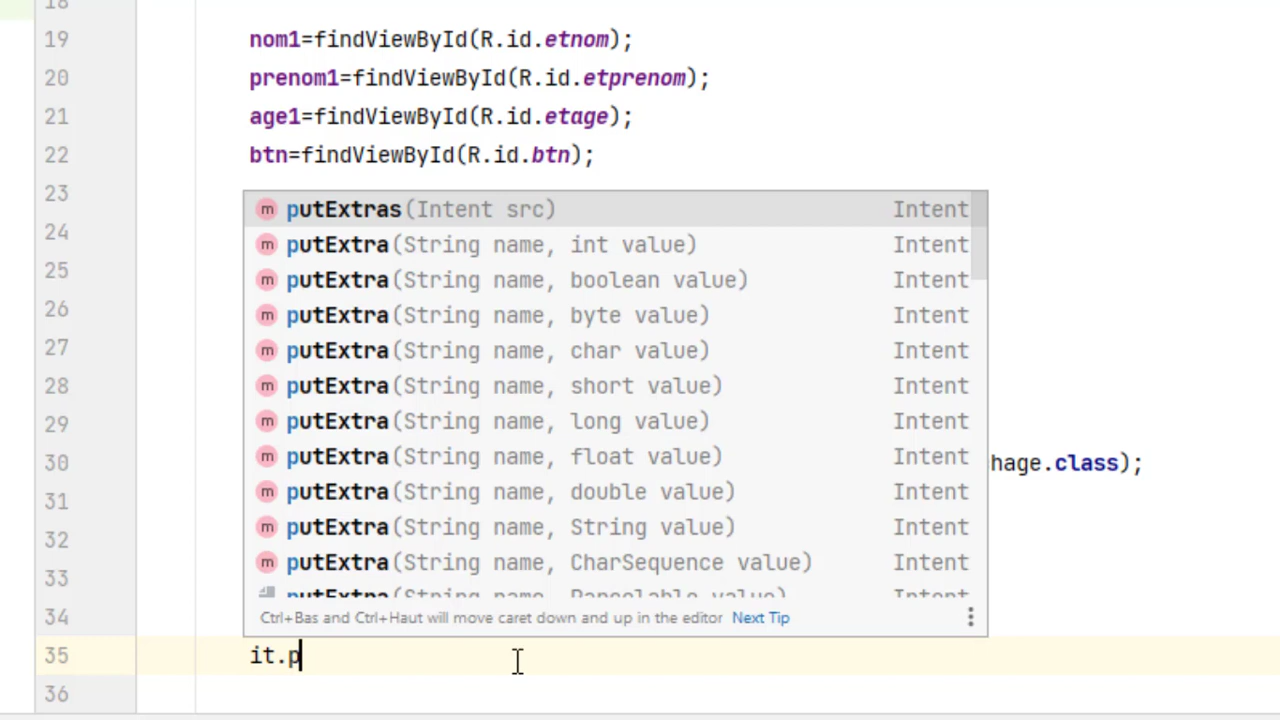 18
19 nom1=findViewById(R.id.etnom);
20 prenom1=findViewById(R.id.etprenom);
21 age1=findViewById(R.id.etage);
22 btn=findViewById(R.id.btn);
23
m putExtras(Intent src) Intent
24
m putExtra(String name, int value) Intent
25
m putExtra(String name, boolean value) Intent
26
m putExtra(String name, byte value) Intent
27
m putExtra(String name, char value) Intent
28
m putExtra(String name, short value) Intent
29
m putExtra(String name, long value) Intent
30 hage.class);
m putExtra(String name, float value) Intent
31
m putExtra(String name, double value) Intent
32
m putExtra(String name, String value) Intent
33
m putExtra(String name, CharSequence value) Intent
putExtra(String name, Parcelable value) Intent
34
Ctrl+Bas and Ctrl+Haut will move caret down and up in the editor Next Tip
35 it.p
36